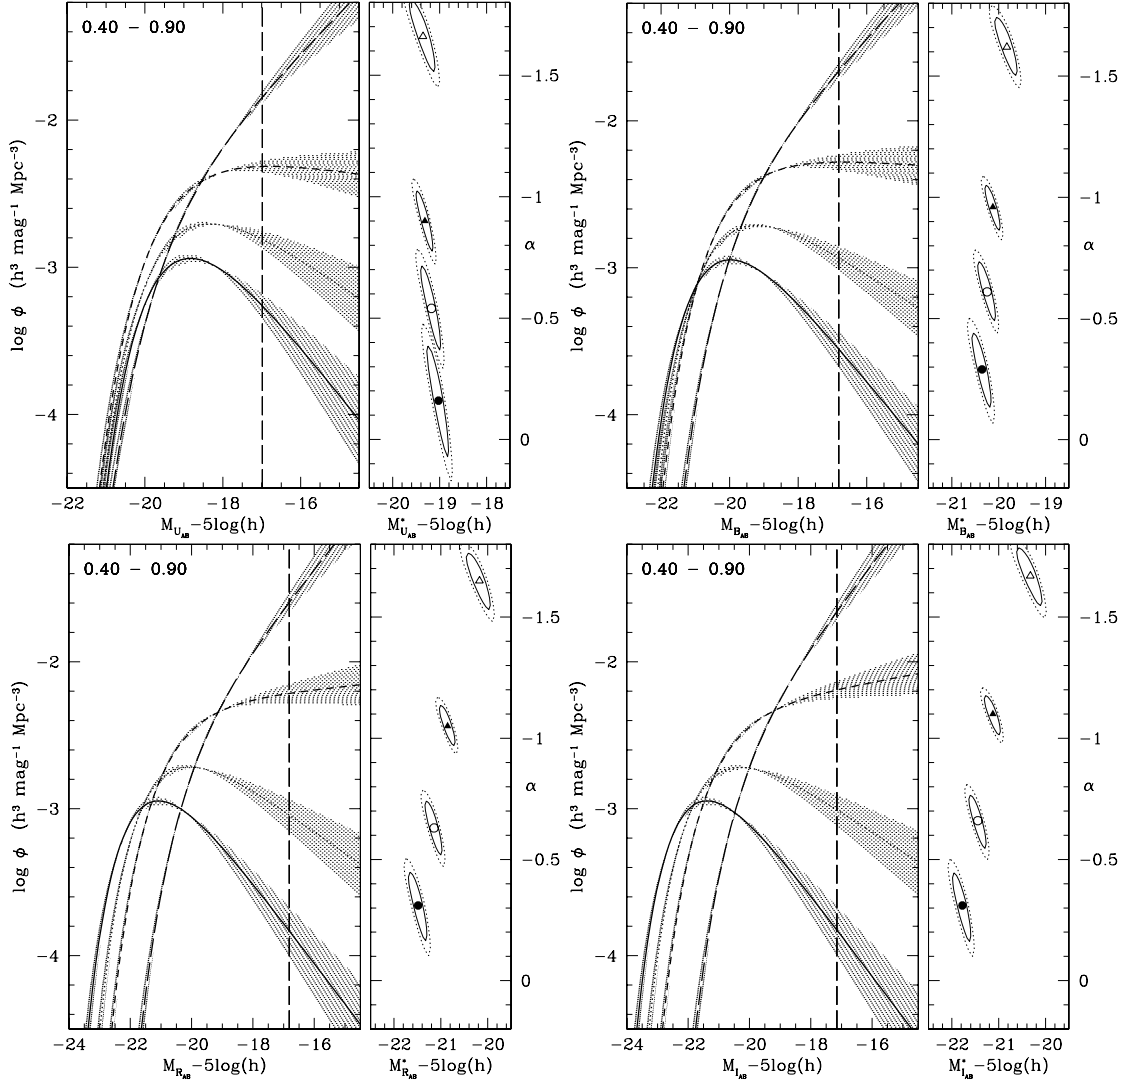 0.40 − 0.90
log ϕ (h³ mag⁻¹ Mpc⁻³)
−2
−3
−4
−22 −20 −18 −16
M_U_AB−5log(h)
−1.5
−1
α
−0.5
0
−20 −19 −18
M*_U_AB−5log(h)
0.40 − 0.90
log ϕ (h³ mag⁻¹ Mpc⁻³)
−2
−3
−4
−22 −20 −18 −16
M_B_AB−5log(h)
−1.5
−1
α
−0.5
0
−21 −20 −19
M*_B_AB−5log(h)
0.40 − 0.90
log ϕ (h³ mag⁻¹ Mpc⁻³)
−2
−3
−4
−24 −22 −20 −18 −16
M_R_AB−5log(h)
−1.5
−1
α
−0.5
0
−22 −21 −20
M*_R_AB−5log(h)
0.40 − 0.90
log ϕ (h³ mag⁻¹ Mpc⁻³)
−2
−3
−4
−24 −22 −20 −18 −16
M_I_AB−5log(h)
−1.5
−1
α
−0.5
0
−22 −21 −20
M*_I_AB−5log(h)